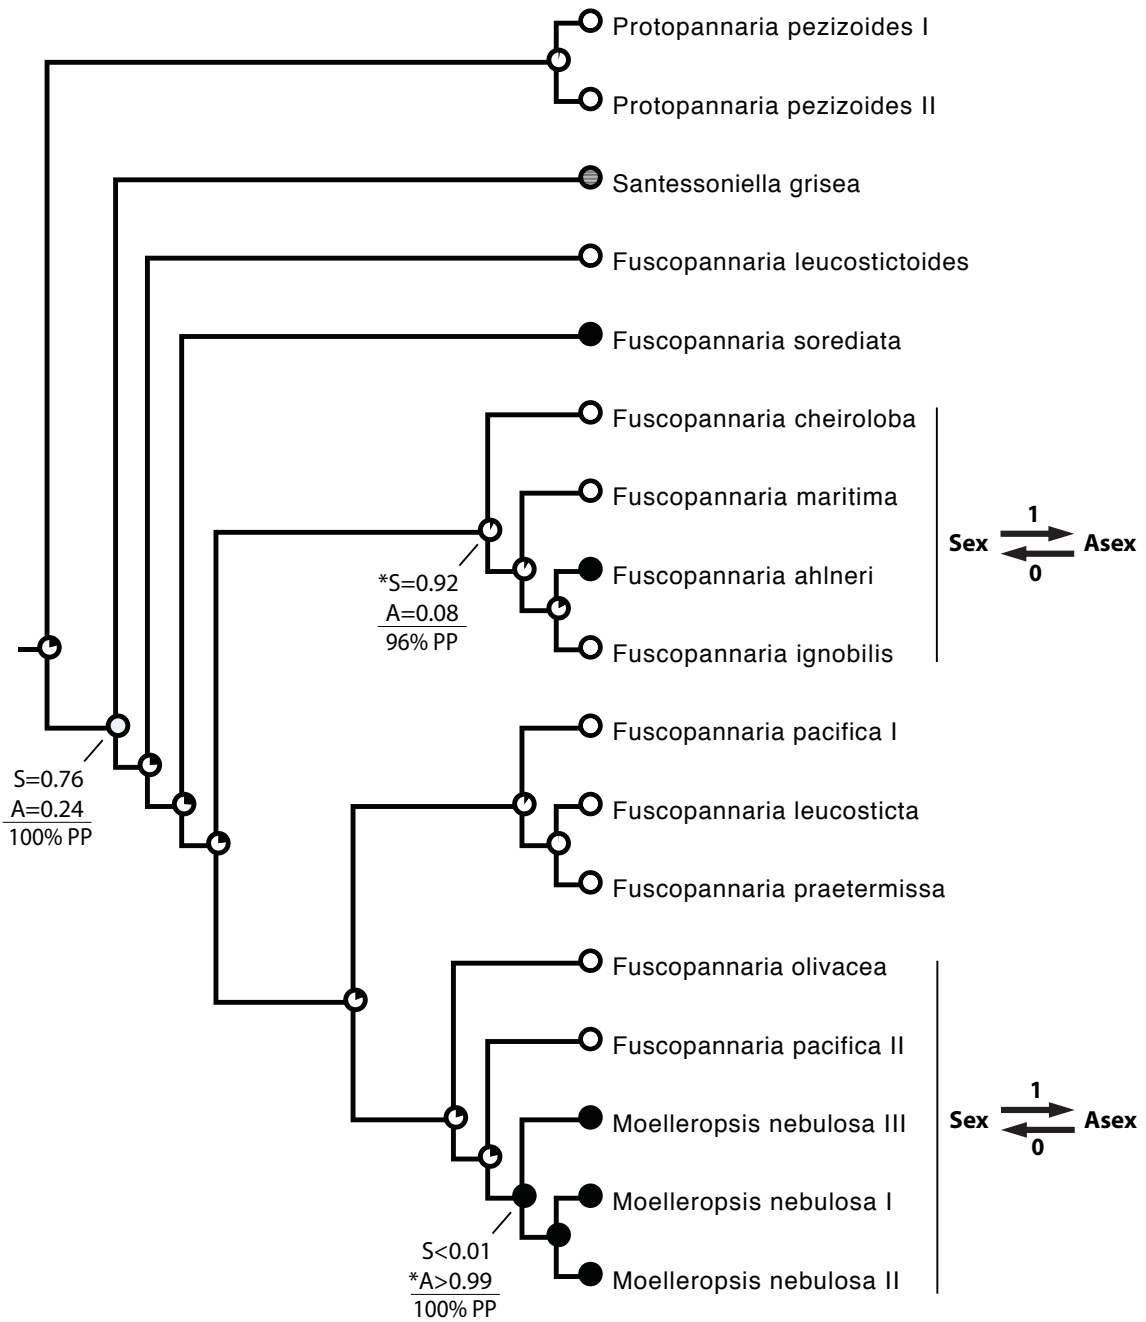 Protopannaria pezizoides I
Protopannaria pezizoides II
Santessoniella grisea
Fuscopannaria leucostictoides
Fuscopannaria sorediata
Fuscopannaria cheiroloba
Fuscopannaria maritima
Fuscopannaria ahlneri
Fuscopannaria ignobilis
1
Sex Asex
0
*S=0.92
A=0.08
96% PP
Fuscopannaria pacifica I
Fuscopannaria leucosticta
Fuscopannaria praetermissa
S=0.76
A=0.24
100% PP
Fuscopannaria olivacea
Fuscopannaria pacifica II
Moelleropsis nebulosa III
Moelleropsis nebulosa I
Moelleropsis nebulosa II
1
Sex Asex
0
S<0.01
*A>0.99
100% PP